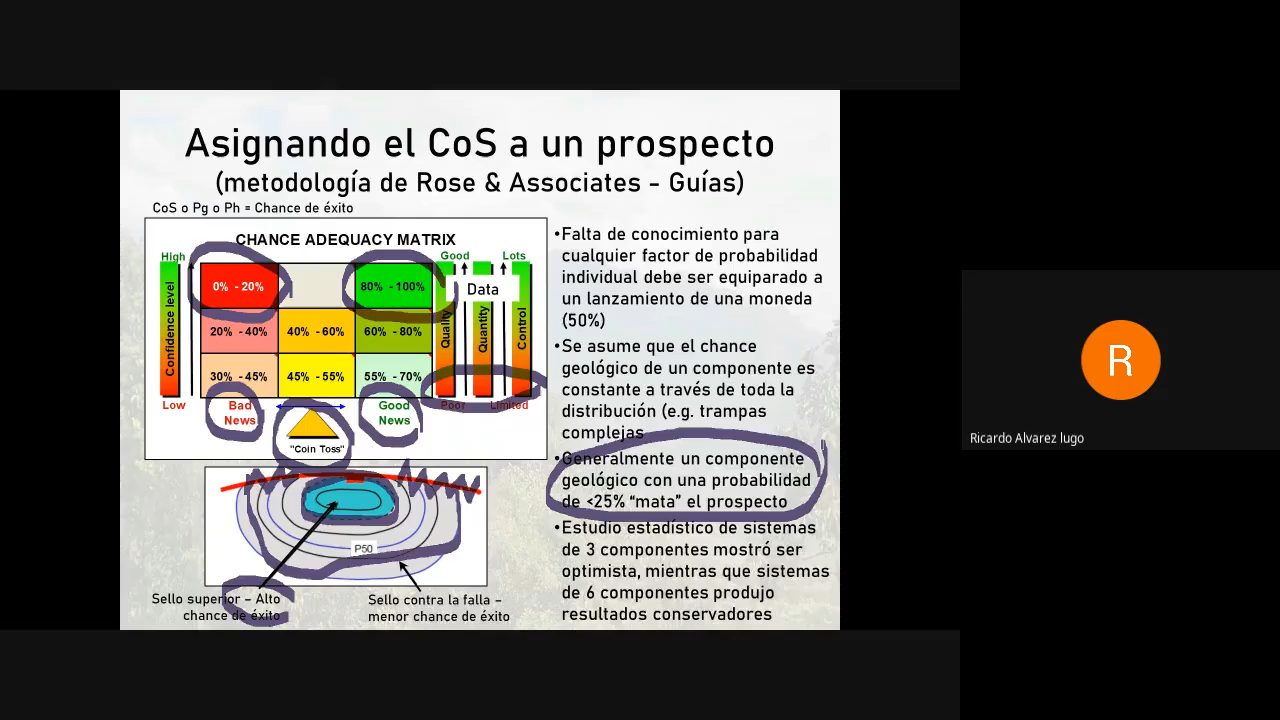 Asignando el CoS a un prospecto
(metodología de Rose & Associates - Guías)
CoS o Pg o Ph = Chance de éxito
CHANCE ADEQUACY MATRIX
High
Good
Lots
Confidence level
0% - 20%
80% - 100%
Data
20% - 40%
40% - 60%
60% - 80%
Quality
Quantity
Control
30% - 45%
45% - 55%
55% - 70%
Low
Bad
News
Good
News
Poor
Limited
"Coin Toss"
P50
Sello superior – Alto
chance de éxito
Sello contra la falla –
menor chance de éxito
•Falta de conocimiento para
cualquier factor de probabilidad
individual debe ser equiparado a
un lanzamiento de una moneda
(50%)
•Se asume que el chance
geológico de un componente es
constante a través de toda la
distribución (e.g. trampas
complejas
•Generalmente un componente
geológico con una probabilidad
de <25% “mata” el prospecto
•Estudio estadístico de sistemas
de 3 componentes mostró ser
optimista, mientras que sistemas
de 6 componentes produjo
resultados conservadores
R
Ricardo Alvarez lugo